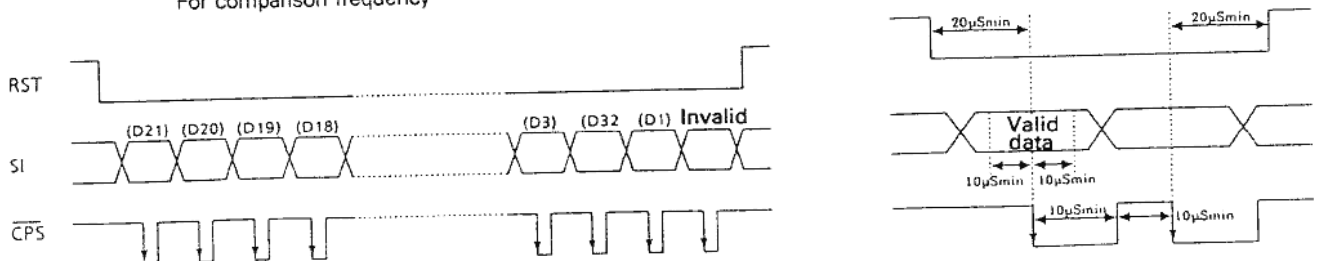 For comparison frequency
RST
SI
(D21) (D20) (D19) (D18) (D3) (D32 (D1) Invalid
CPS
20μSmin 20μSmin
Valid
data
10μSmin 10μSmin
10μSmin 10μSmin